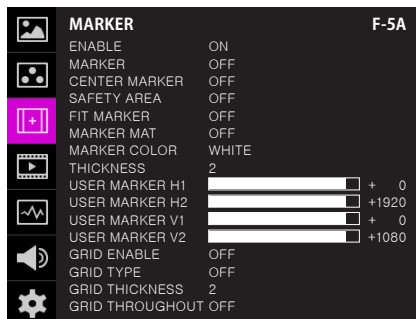 MARKER F-5A
ENABLE ON
MARKER OFF
CENTER MARKER OFF
SAFETY AREA OFF
FIT MARKER OFF
MARKER MAT OFF
MARKER COLOR WHITE
THICKNESS 2
USER MARKER H1 + 0
USER MARKER H2 +1920
USER MARKER V1 + 0
USER MARKER V2 +1080
GRID ENABLE OFF
GRID TYPE OFF
GRID THICKNESS 2
GRID THROUGHOUT OFF